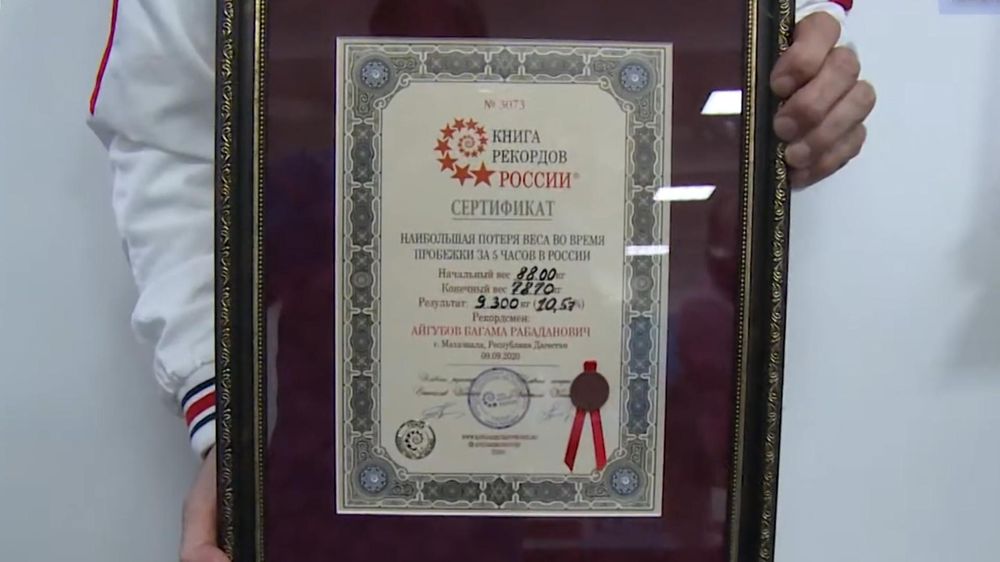 № 3073
КНИГА
РЕКОРДОВ
РОССИИ®
СЕРТИФИКАТ
НАИБОЛЬШАЯ ПОТЕРЯ ВЕСА ВО ВРЕМЯ
ПРОБЕЖКИ ЗА 5 ЧАСОВ В РОССИИ
Начальный вес 88.00 кг
Конечный вес 78.70 кг
Результат: 9.300 кг (10,57%)
Рекордсмен:
АЙГУБОВ БАГАМА РАБАДАНОВИЧ
г. Махачкала, Республика Дагестан
09.09.2020